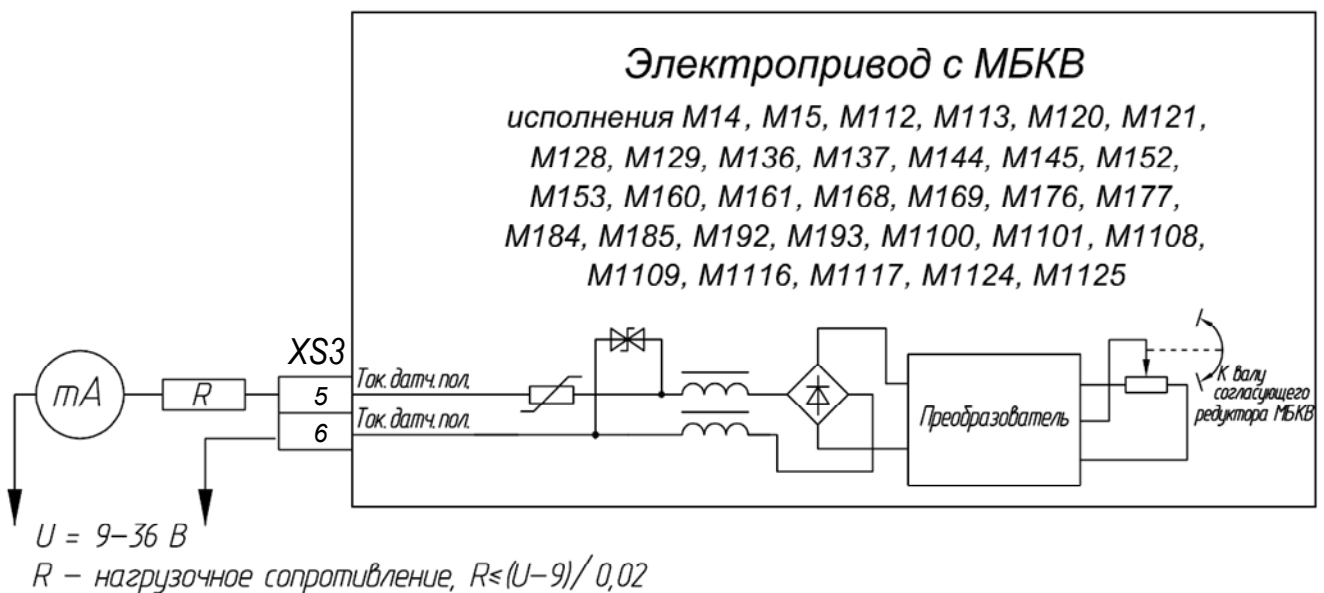 Электропривод с МБКВ
исполнения М14, М15, М112, М113, М120, М121,
М128, М129, М136, М137, М144, М145, М152,
М153, М160, М161, М168, М169, М176, М177,
М184, М185, М192, М193, М1100, М1101, М1108,
М1109, М1116, М1117, М1124, М1125
XS3
mA
R
5
Ток. датч. пол.
6
Ток. датч. пол.
Преобразователь
К валу
согласующего
редуктора МБКВ
U = 9–36 В
R – нагрузочное сопротивление, R≤(U–9)/ 0,02